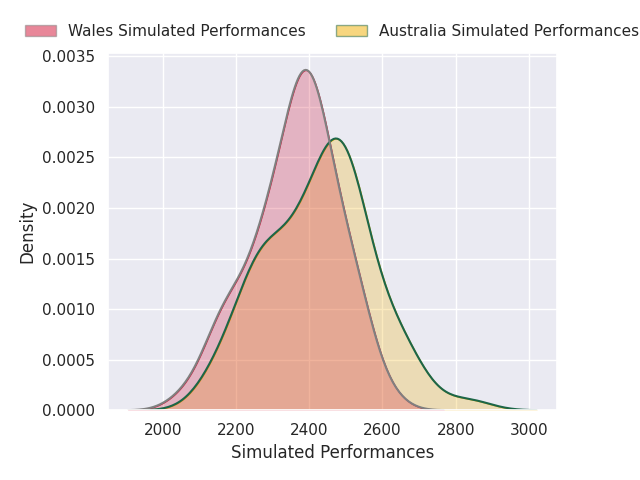 Wales Simulated Performances Australia Simulated Performances
0.0035
0.0030
0.0025
0.0020
0.0015
0.0010
0.0005
0.0000
Density
2000 2200 2400 2600 2800 3000
Simulated Performances